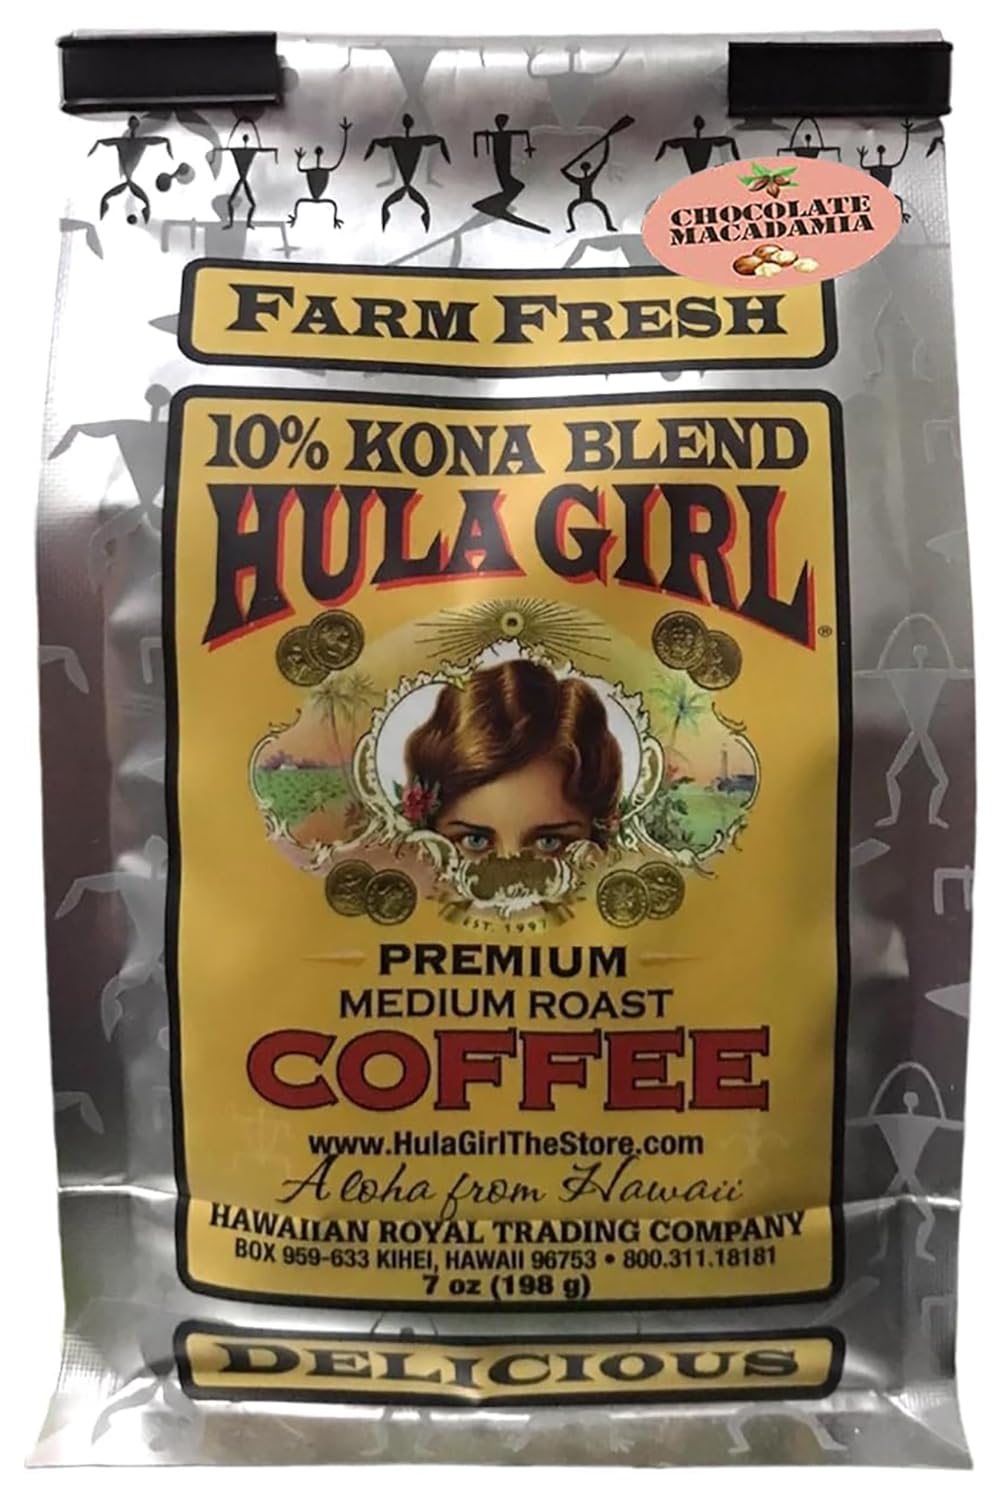 CHOCOLATE
MACADAMIA
FARM FRESH
10% KONA BLEND
HULA GIRL®
EST. 1997
PREMIUM
MEDIUM ROAST
COFFEE
www.HulaGirlTheStore.com
Aloha from Hawaii
HAWAIIAN ROYAL TRADING COMPANY
BOX 959-633 KIHEI, HAWAII 96753 • 800.311.18181
7 oz (198 g)
DELICIOUS